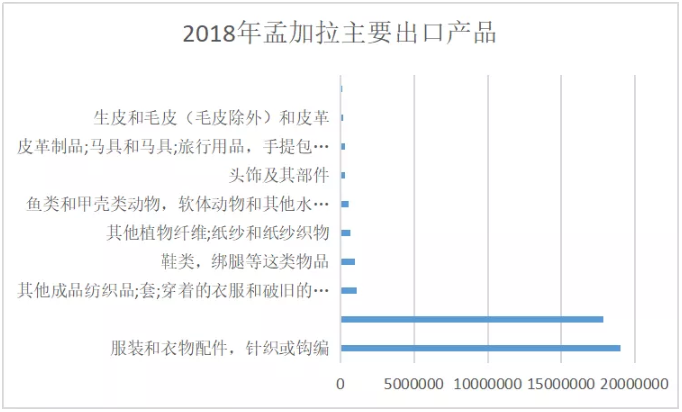 2018年孟加拉主要出口产品
生皮和毛皮（毛皮除外）和皮革
皮革制品;马具和马具;旅行用品，手提包…
头饰及其部件
鱼类和甲壳类动物，软体动物和其他水…
其他植物纤维;纸纱和纸纱织物
鞋类，绑腿等这类物品
其他成品纺织品;套;穿着的衣服和破旧的…
服装和衣物配件，针织或钩编
0 5000000 10000000 15000000 20000000